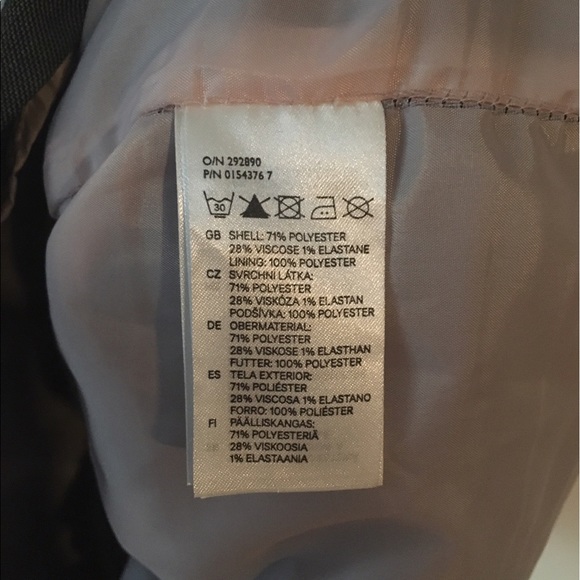 O/N 292890
P/N 0154376 7
30
GB SHELL: 71% POLYESTER
28% VISCOSE 1% ELASTANE
LINING: 100% POLYESTER
CZ SVRCHNÍ LÁTKA:
71% POLYESTER
28% VISKÓZA 1% ELASTAN
PODŠÍVKA: 100% POLYESTER
DE OBERMATERIAL:
71% POLYESTER
28% VISKOSE 1% ELASTHAN
FUTTER: 100% POLYESTER
ES TELA EXTERIOR:
71% POLIÉSTER
28% VISCOSA 1% ELASTANO
FORRO: 100% POLIÉSTER
FI PÄÄLLISKANGAS:
71% POLYESTERIÄ
28% VISKOOSIA
1% ELASTAANIA